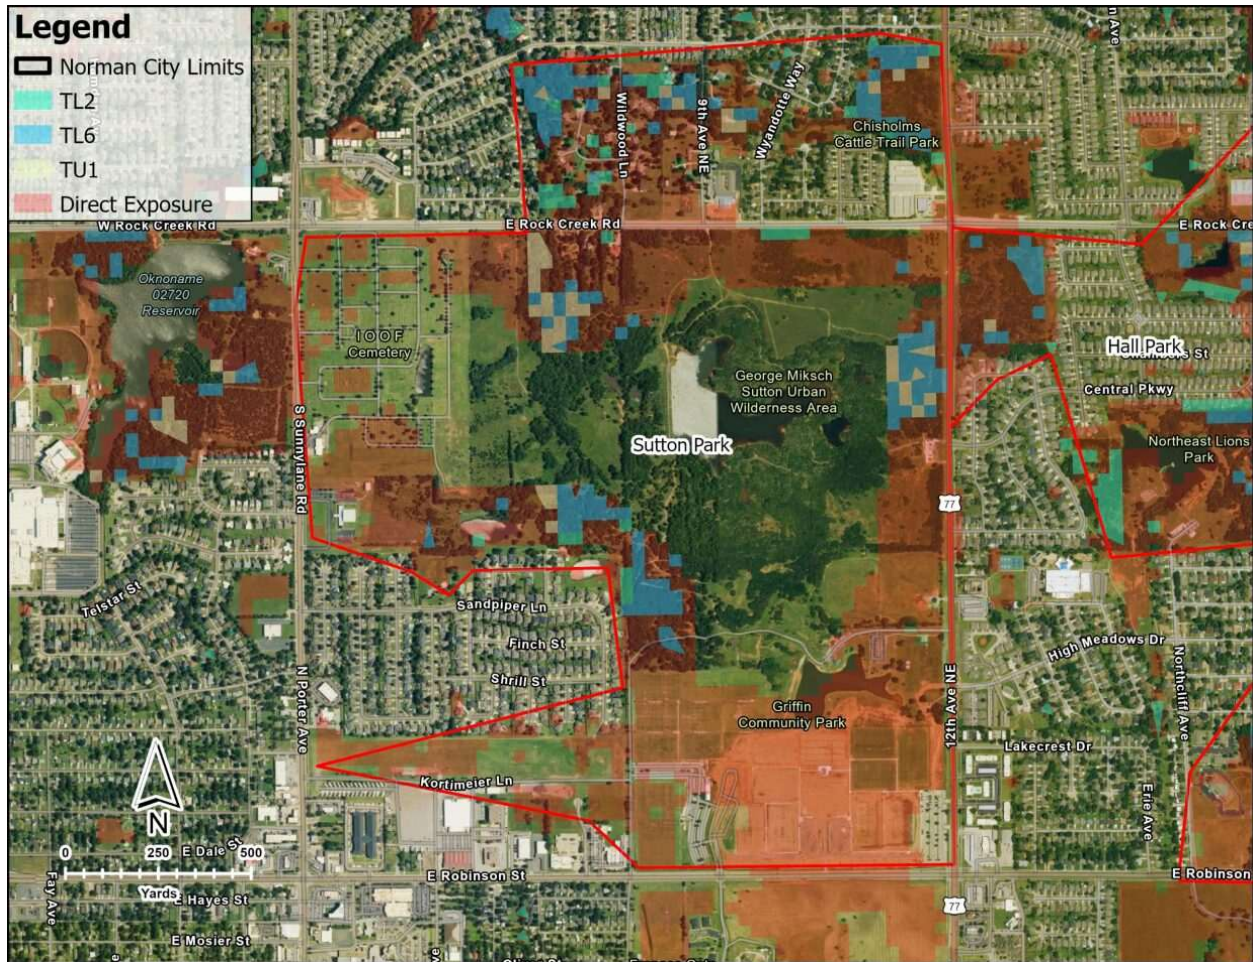 Legend
Norman City Limits
TL2
TL6
TU1
Direct Exposure
W Rock Creek Rd
E Rock Creek Rd
E Rock Cre
Wildwood Ln
9th Ave NE
Wyandotte Way
Chisholms
Cattle Trail Park
n Ave
Oknoname
02720
Reservoir
I O O F
Cemetery
S Sunnylane Rd
George Miksch
Sutton Urban
Wilderness Area
Sutton Park
Hall Park
Central Pkwy
Northeast Lions
Park
77
Telstar St
Sandpiper Ln
Finch St
Shrill St
High Meadows Dr
Northcliff Ave
N Porter Ave
12th Ave NE
Griffin
Community Park
Lakecrest Dr
Kortimeier Ln
Erie Ave
N
0 250 500
Yards
E Dale St
E Robinson St
E Robinson
Fay Ave
E Hayes St
77
E Mosier St